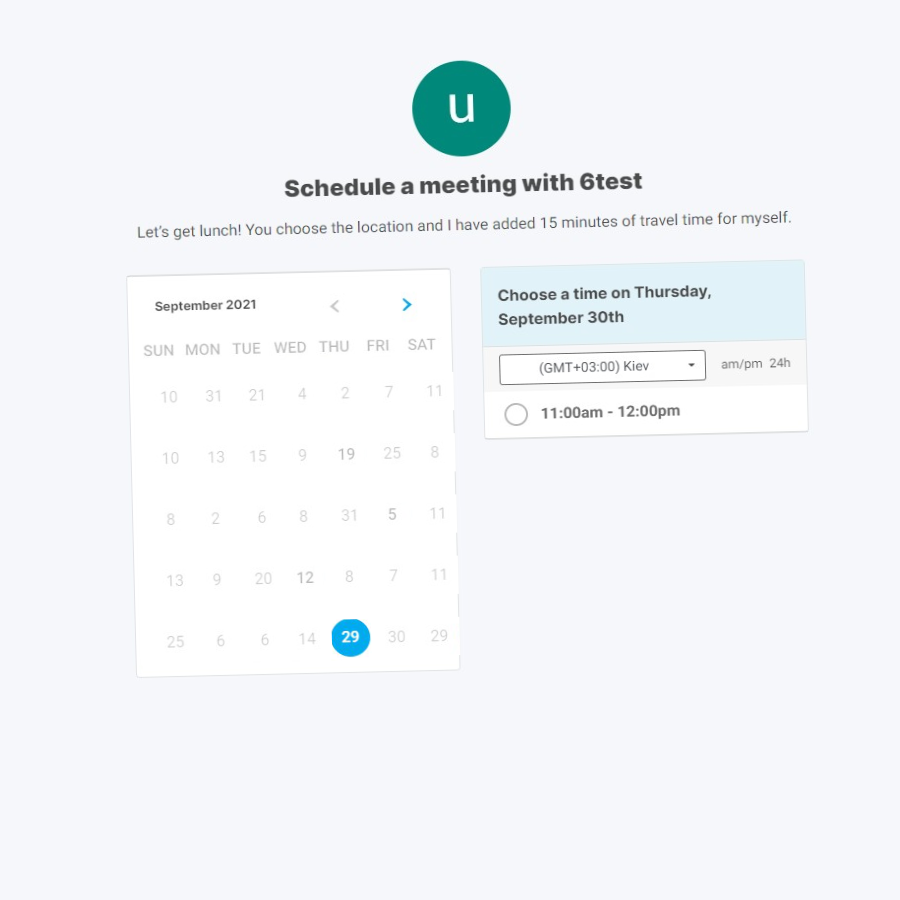 u
Schedule a meeting with 6test
Let's get lunch! You choose the location and I have added 15 minutes of travel time for myself.
September 2021
SUN MON TUE WED THU FRI SAT
10 31 21 4 2 7 11
10 13 15 9 19 25 8
8 2 6 8 31 5 11
13 9 20 12 8 7 11
25 6 6 14 29 30 29
Choose a time on Thursday,
September 30th
(GMT+03:00) Kiev am/pm 24h
11:00am - 12:00pm